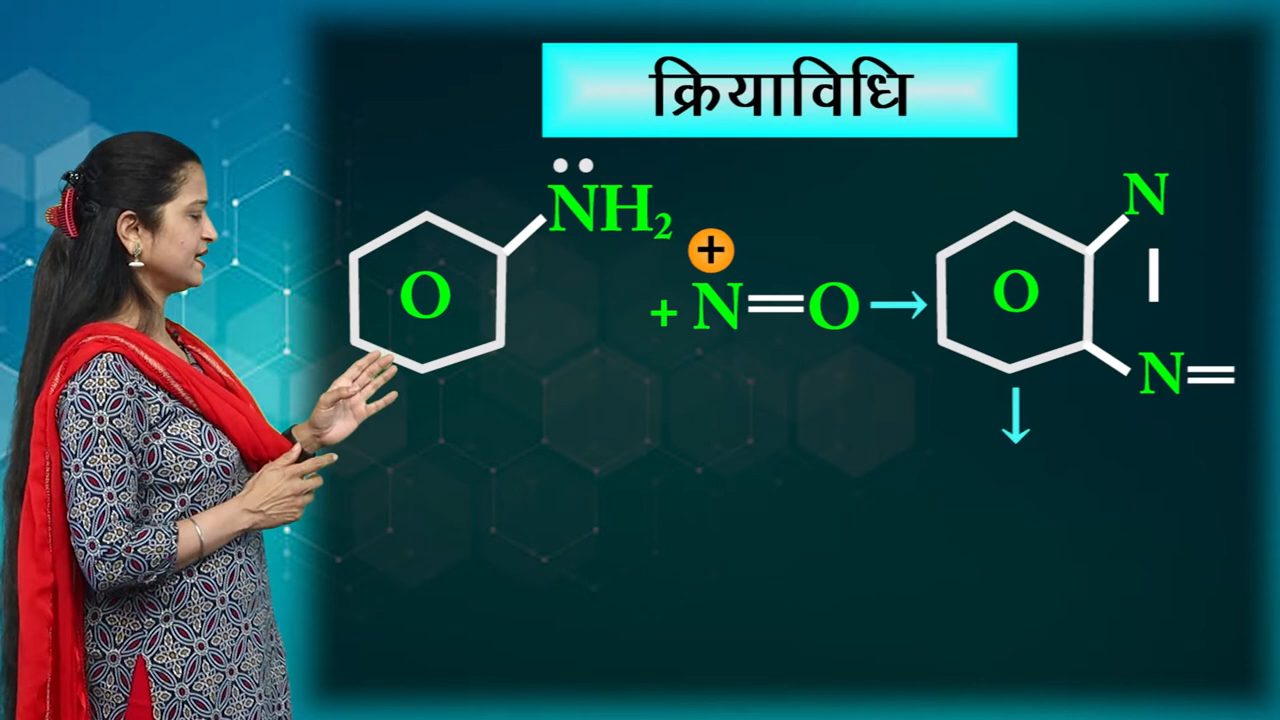 क्रियाविधि
NH₂
O
+ N=O → ⊕
O
N
N=